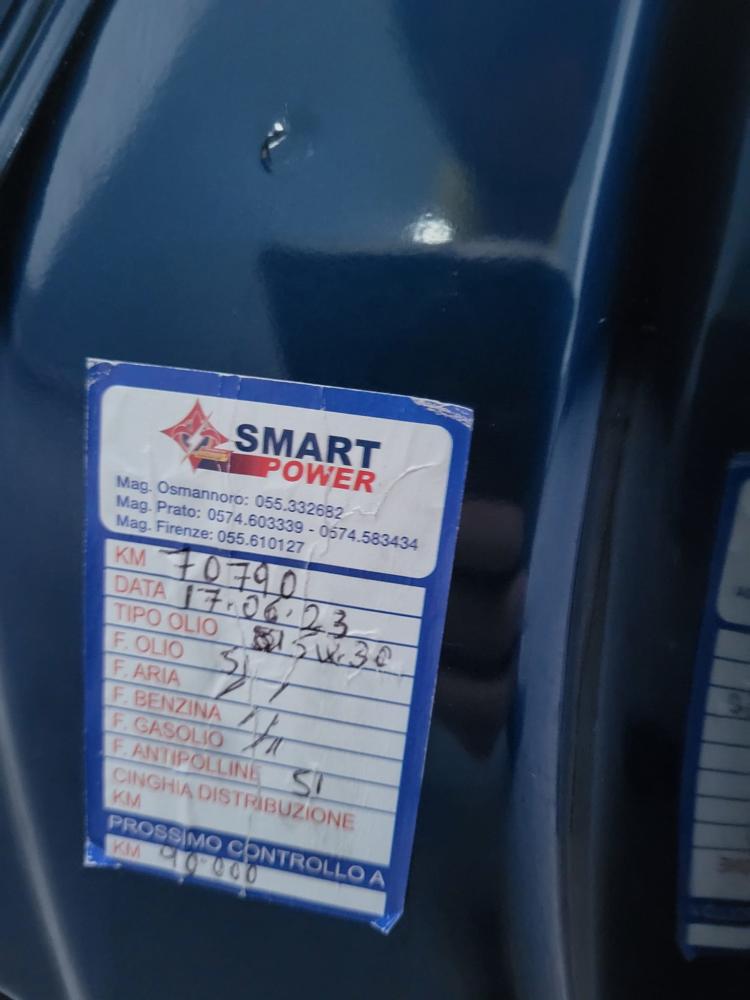 SMART
POWER
Mag. Osmannoro: 055.332682
Mag. Prato: 0574.603339 - 0574.583434
Mag. Firenze: 055.610127
KM 70790
DATA 17.06.23
TIPO OLIO 5W.30
F. OLIO SI
F. ARIA
F. BENZINA
F. GASOLIO
F. ANTIPOLLINE SI
CINGHIA DISTRIBUZIONE
KM
PROSSIMO CONTROLLO A
KM 90.000